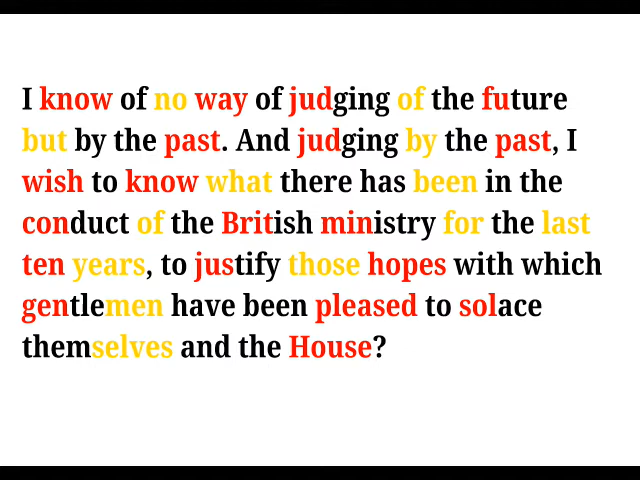 I know of no way of judging of the future
but by the past. And judging by the past, I
wish to know what there has been in the
conduct of the British ministry for the last
ten years, to justify those hopes with which
gentlemen have been pleased to solace
themselves and the House?